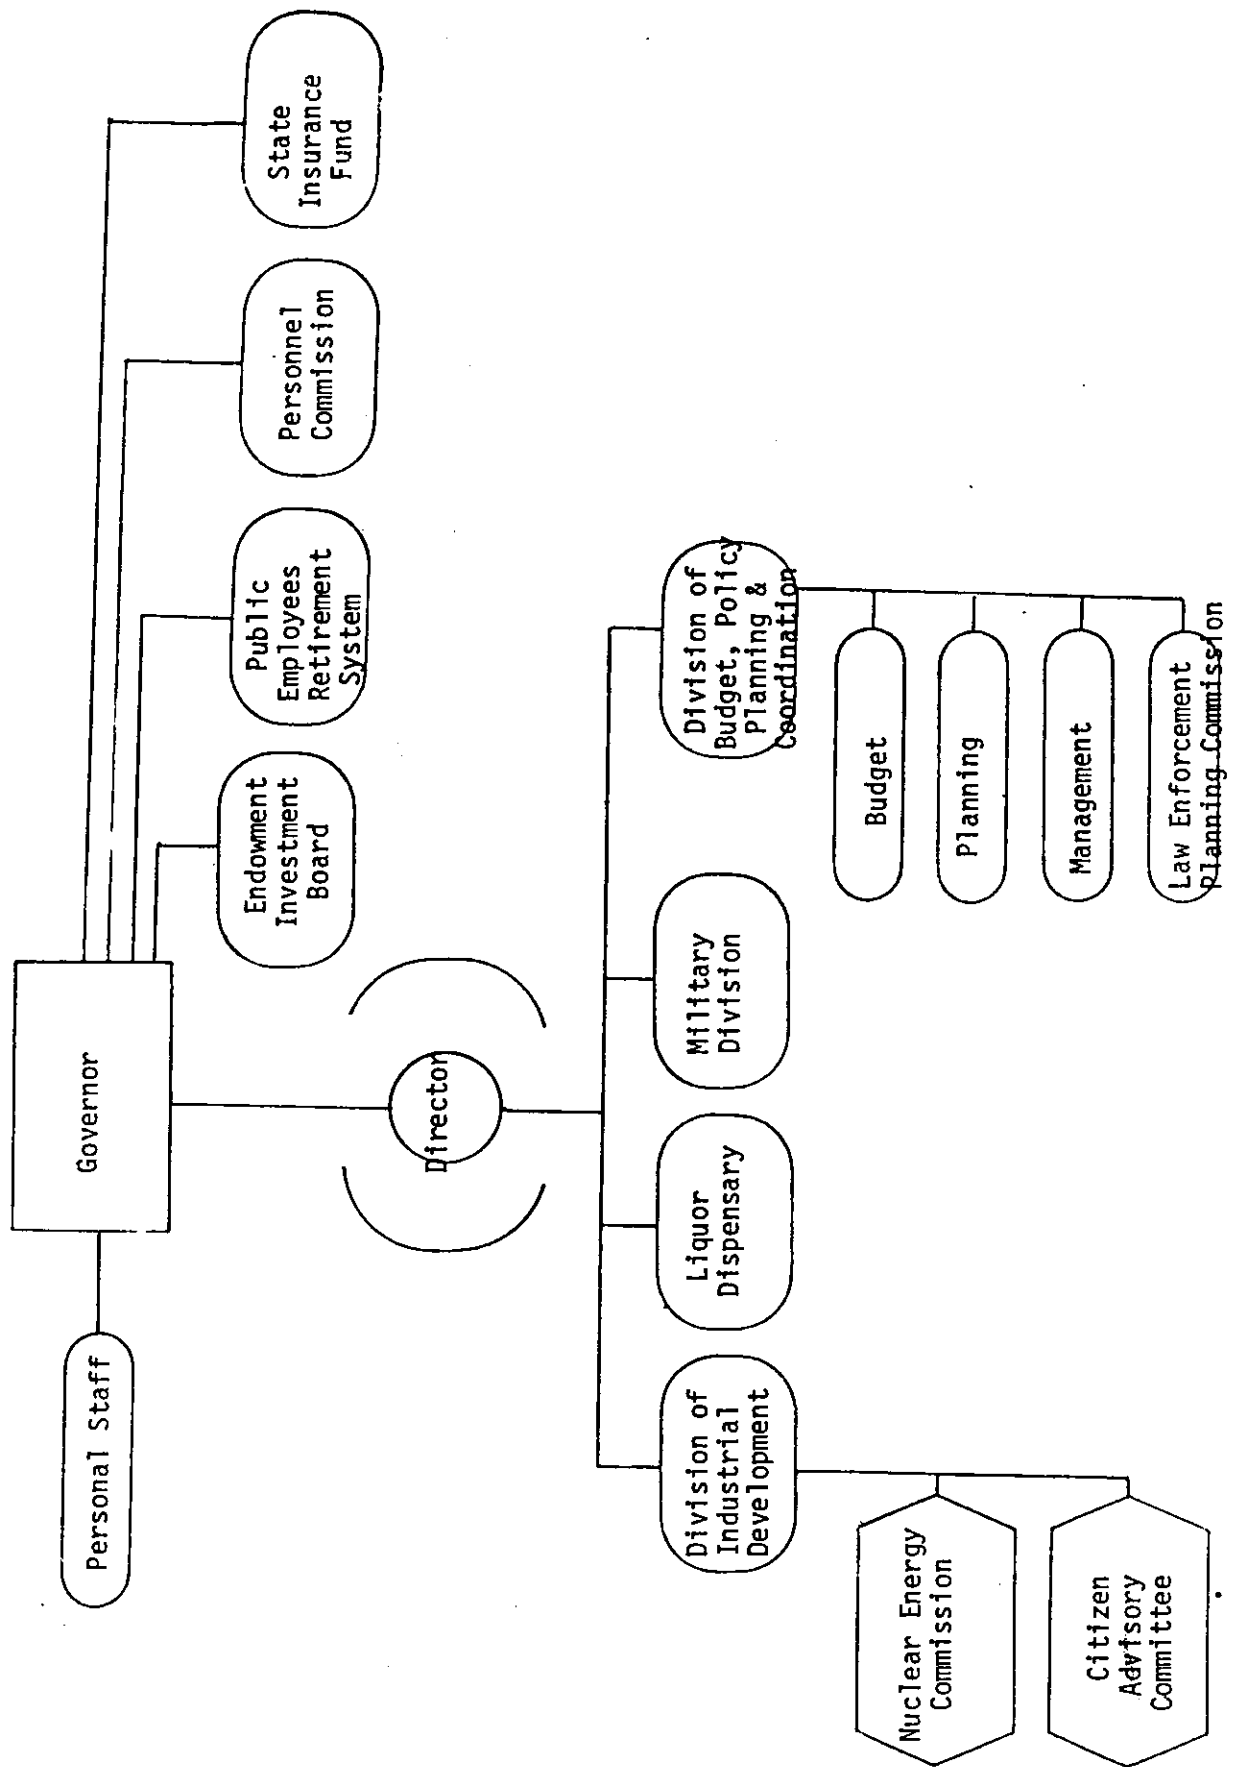 Governor
Personal Staff
Endowment
Investment
Board
Public
Employees
Retirement
System
Personnel
Commission
State
Insurance
Fund
Director
Division of
Industrial
Development
Liquor
Dispensary
Military
Division
Division of
Budget, Policy
Planning &
Coordination
Nuclear Energy
Commission
Citizen
Advisory
Committee
Budget
Planning
Management
Law Enforcement
Planning Commission